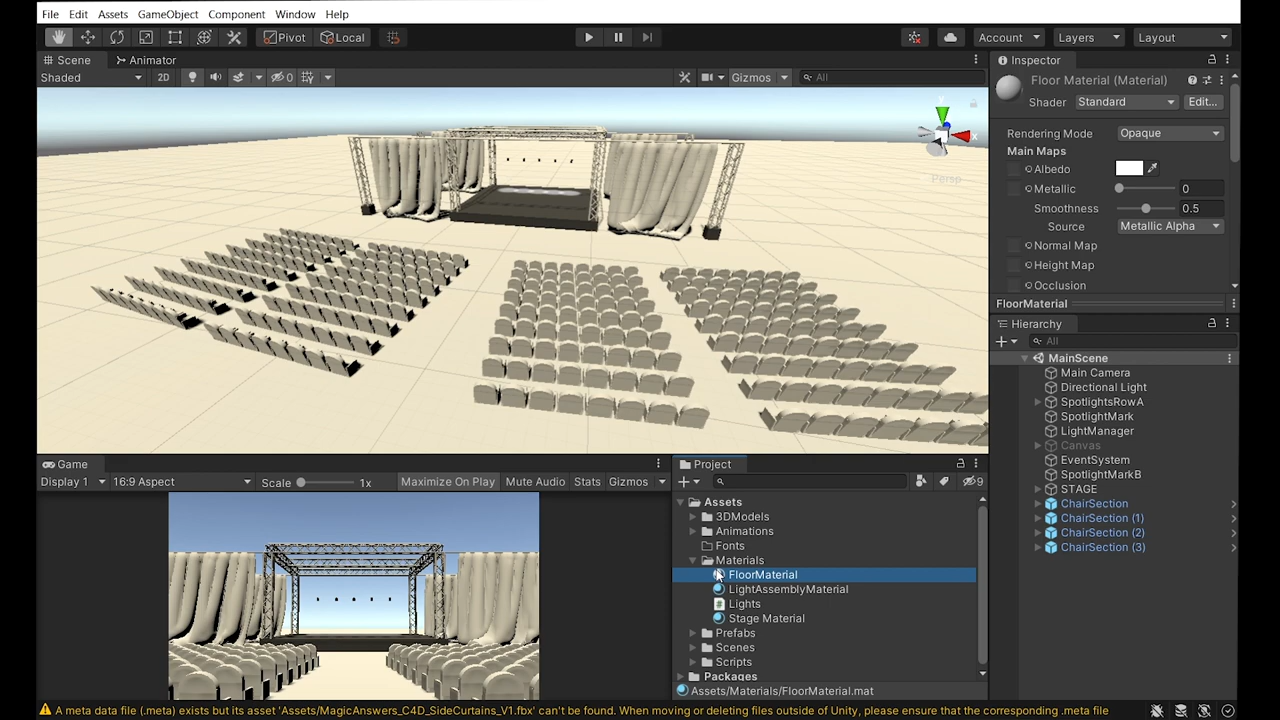 File Edit Assets GameObject Component Window Help
Pivot Local Account Layers Layout
Scene Animator
Shaded 2D 0 Gizmos All
Persp
Inspector
Floor Material (Material)
Shader Standard Edit...
Rendering Mode Opaque
Main Maps
Albedo
Metallic 0
Smoothness 0.5
Source Metallic Alpha
Normal Map
Height Map
Occlusion
FloorMaterial
Hierarchy
All
MainScene
Main Camera
Directional Light
SpotlightsRowA
SpotlightMark
LightManager
Canvas
EventSystem
SpotlightMarkB
STAGE
ChairSection
ChairSection (1)
ChairSection (2)
ChairSection (3)
Game
Display 1 16:9 Aspect Scale 1x Maximize On Play Mute Audio Stats Gizmos
Project
9
Assets
3DModels
Animations
Fonts
Materials
FloorMaterial
LightAssemblyMaterial
Lights
Stage Material
Prefabs
Scenes
Scripts
Packages
Assets/Materials/FloorMaterial.mat
A meta data file (.meta) exists but its asset 'Assets/MagicAnswers_C4D_SideCurtains_V1.fbx' can't be found. When moving or deleting files outside of Unity, please ensure that the corresponding .meta file